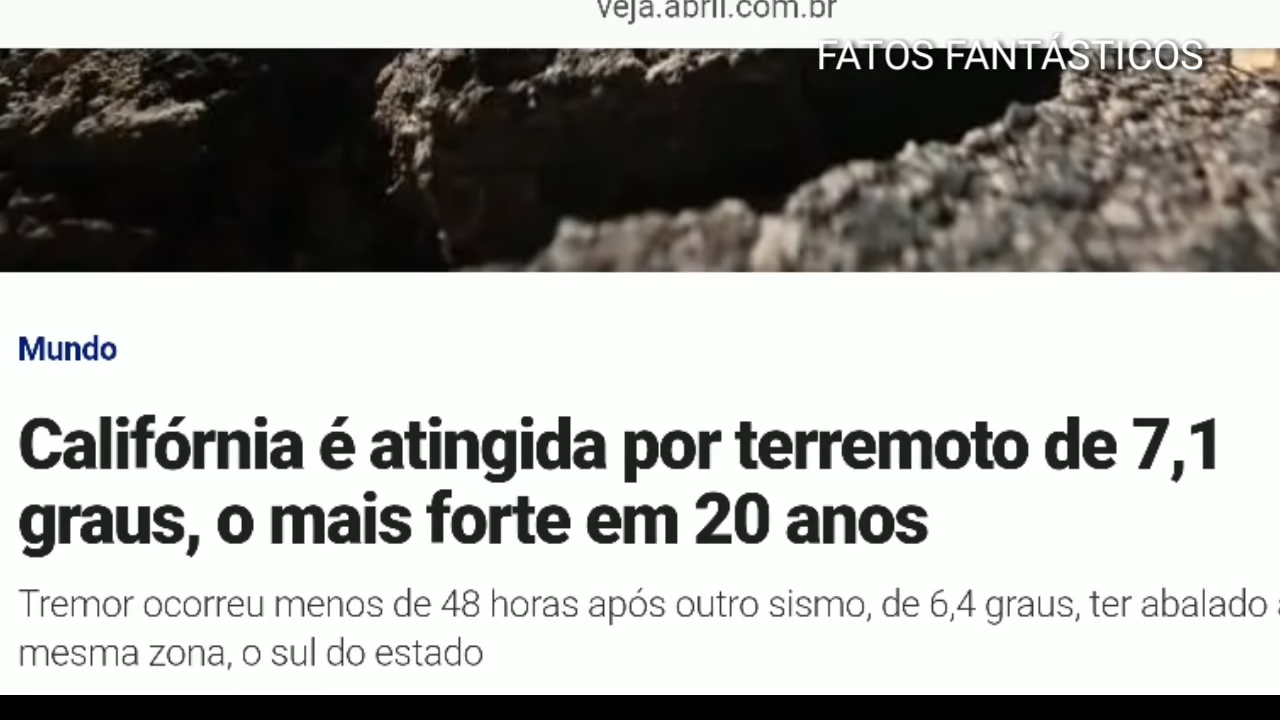 veja.abril.com.br
FATOS FANTÁSTICOS
Mundo
Califórnia é atingida por terremoto de 7,1
graus, o mais forte em 20 anos
Tremor ocorreu menos de 48 horas após outro sismo, de 6,4 graus, ter abalado
mesma zona, o sul do estado